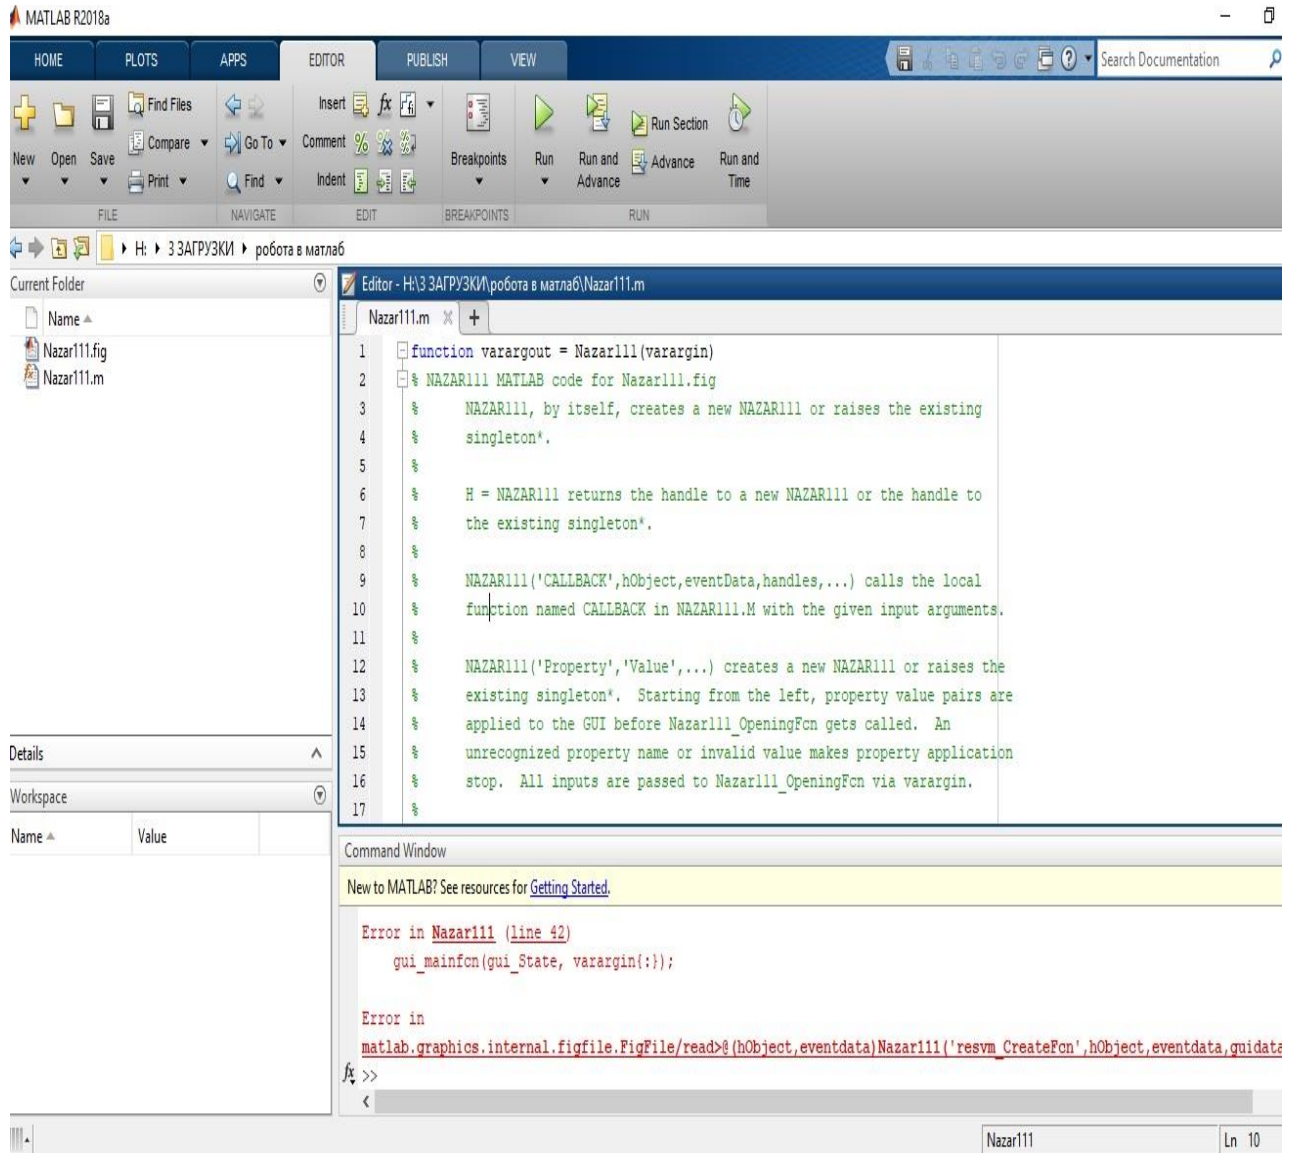 MATLAB R2018a
HOME PLOTS APPS EDITOR PUBLISH VIEW
Search Documentation
New Open Save
Find Files
Compare
Print
Go To
Find
Insert
Comment
Indent
Breakpoints
Run
Run and Advance
Run Section
Advance
Run and Time
FILE NAVIGATE EDIT BREAKPOINTS RUN
H: 3 ЗАГРУЗКИ робота в матлаб
Current Folder
Name
Nazar111.fig
Nazar111.m
Details
Workspace
Name Value
Editor - H:\3 ЗАГРУЗКИ\робота в матлаб\Nazar111.m
Nazar111.m
1 function varargout = Nazar111(varargin)
2 % NAZAR111 MATLAB code for Nazar111.fig
3 % NAZAR111, by itself, creates a new NAZAR111 or raises the existing
4 % singleton*.
5 %
6 % H = NAZAR111 returns the handle to a new NAZAR111 or the handle to
7 % the existing singleton*.
8 %
9 % NAZAR111('CALLBACK',hObject,eventData,handles,...) calls the local
10 % function named CALLBACK in NAZAR111.M with the given input arguments.
11 %
12 % NAZAR111('Property','Value',...) creates a new NAZAR111 or raises the
13 % existing singleton*. Starting from the left, property value pairs are
14 % applied to the GUI before Nazar111_OpeningFcn gets called. An
15 % unrecognized property name or invalid value makes property application
16 % stop. All inputs are passed to Nazar111_OpeningFcn via varargin.
17 %
Command Window
New to MATLAB? See resources for Getting Started.
Error in Nazar111 (line 42)
gui_mainfcn(gui_State, varargin{:});
Error in
matlab.graphics.internal.figfile.FigFile/read>@(hObject,eventdata)Nazar111('resvm_CreateFcn',hObject,eventdata,guidata
fx >>
Nazar111
Ln 10